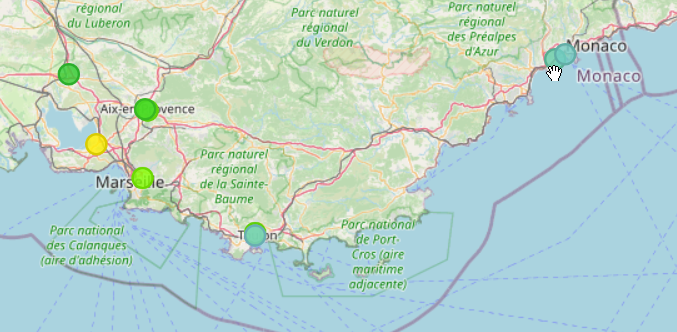 régional
du Luberon
Parc naturel
régional
du Verdon
Parc naturel
régional
des Préalpes
d'Azur
Monaco
Monaco
Aix-en-Provence
Marseille
Parc naturel
régional
de la Sainte-
Baume
Parc national
des Calanques
(aire d'adhésion)
Toulon
Parc national
de Port-
Cros (aire
maritime
adjacente)